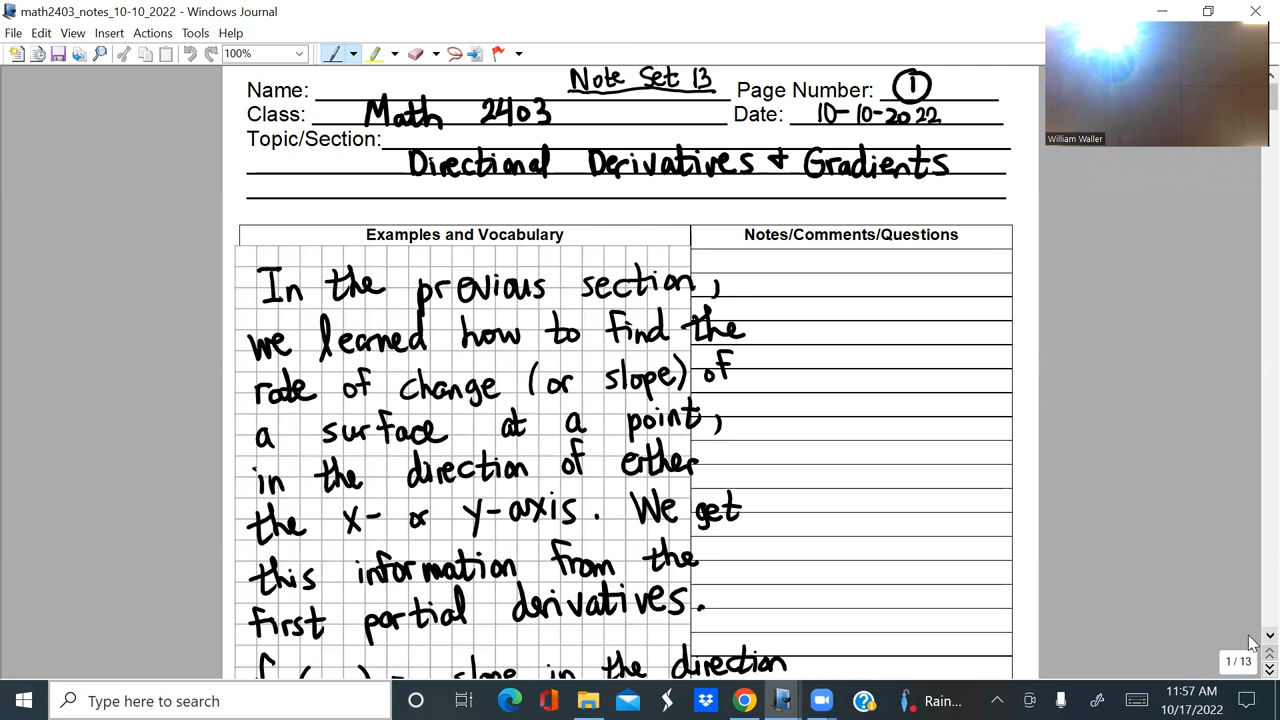 math2403_notes_10-10_2022 - Windows Journal
File Edit View Insert Actions Tools Help
100%
William Waller
Note Set 13
Name: Page Number: 1
Class: Math 2403 Date: 10-10-2022
Topic/Section:
Directional Derivatives + Gradients
Examples and Vocabulary Notes/Comments/Questions
In the previous section,
we learned how to find the
rate of change (or slope) of
a surface at a point,
in the direction of either
the x- or y-axis. We get
this information from the
first partial derivatives.
slope in the direction
1 / 13
Type here to search
Rain...
11:57 AM
10/17/2022